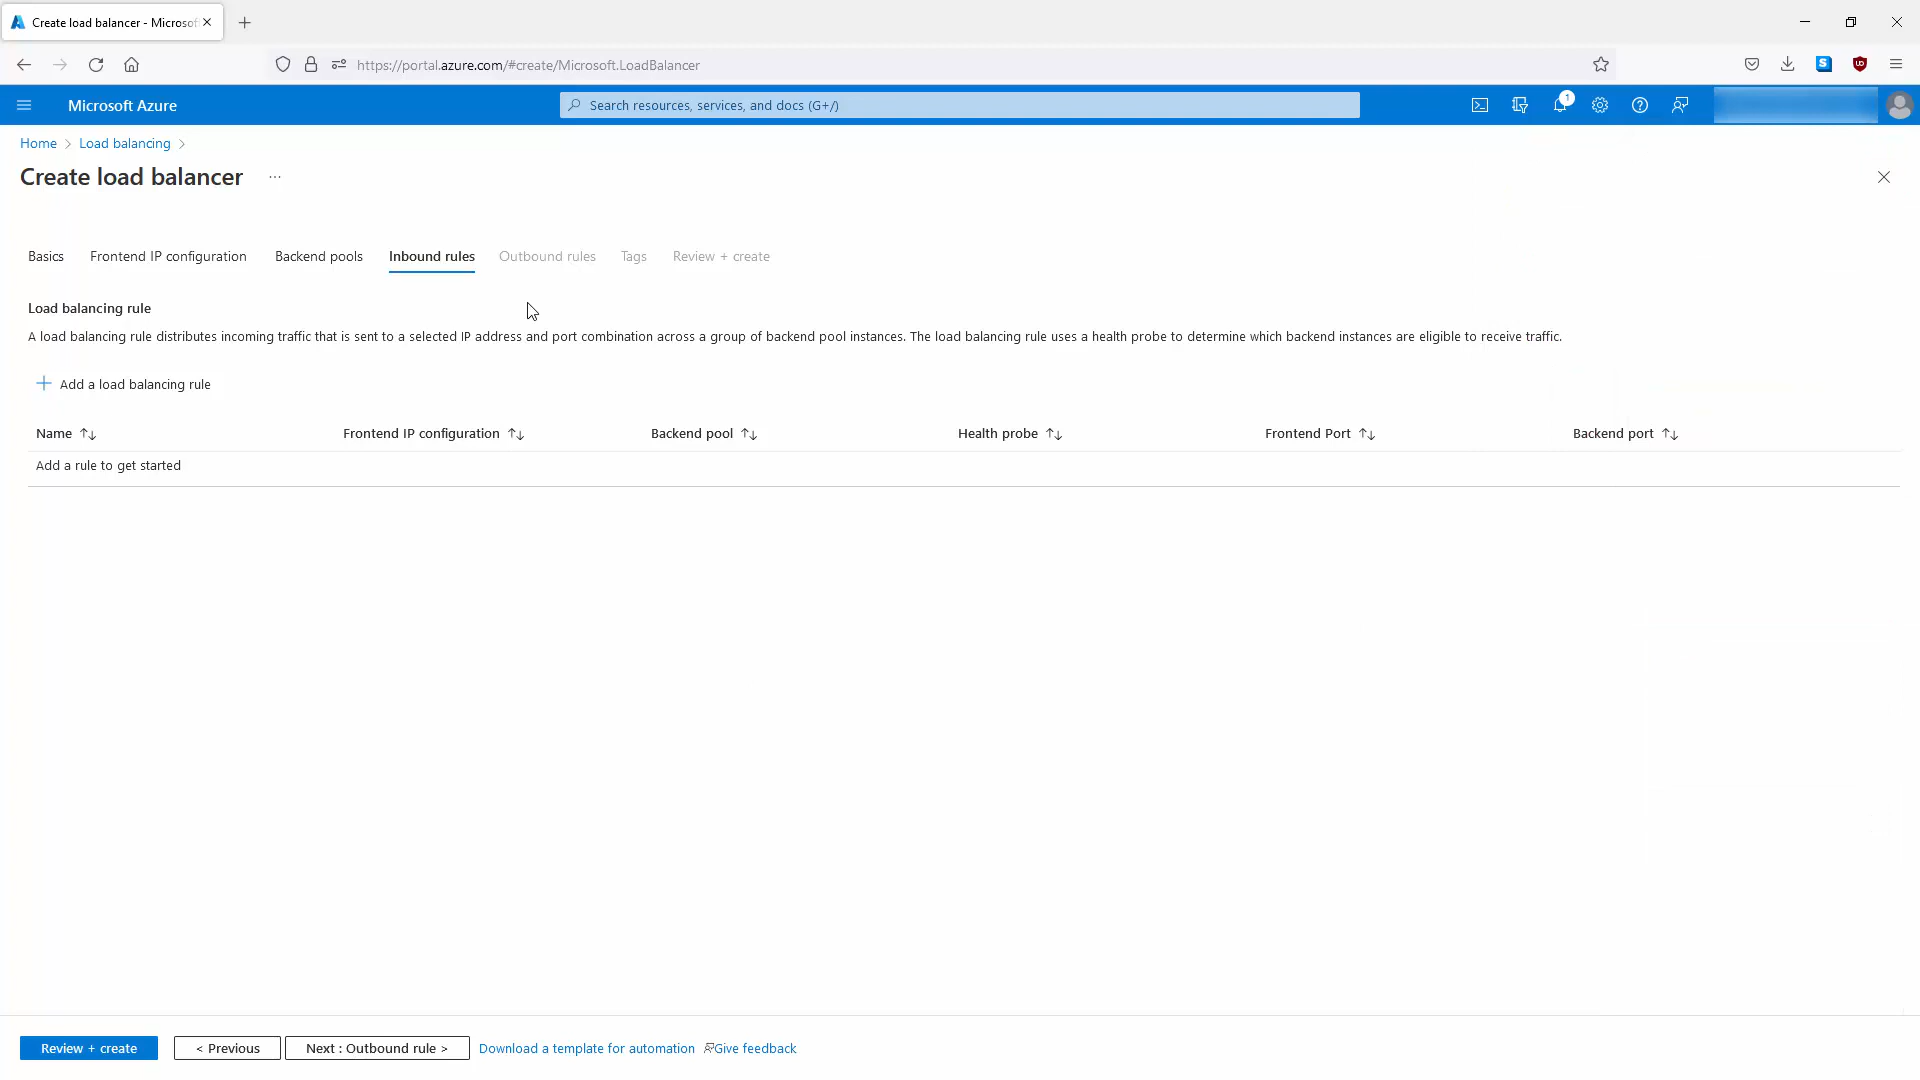 Create load balancer - Microsof
https://portal.azure.com/#create/Microsoft.LoadBalancer
Microsoft Azure
Search resources, services, and docs (G+/)
1
Home > Load balancing >
Create load balancer ...
Basics Frontend IP configuration Backend pools Inbound rules Outbound rules Tags Review + create
Load balancing rule
A load balancing rule distributes incoming traffic that is sent to a selected IP address and port combination across a group of backend pool instances. The load balancing rule uses a health probe to determine which backend instances are eligible to receive traffic.
+ Add a load balancing rule
Name ↑↓ Frontend IP configuration ↑↓ Backend pool ↑↓ Health probe ↑↓ Frontend Port ↑↓ Backend port ↑↓
Add a rule to get started
Review + create < Previous Next : Outbound rule > Download a template for automation Give feedback